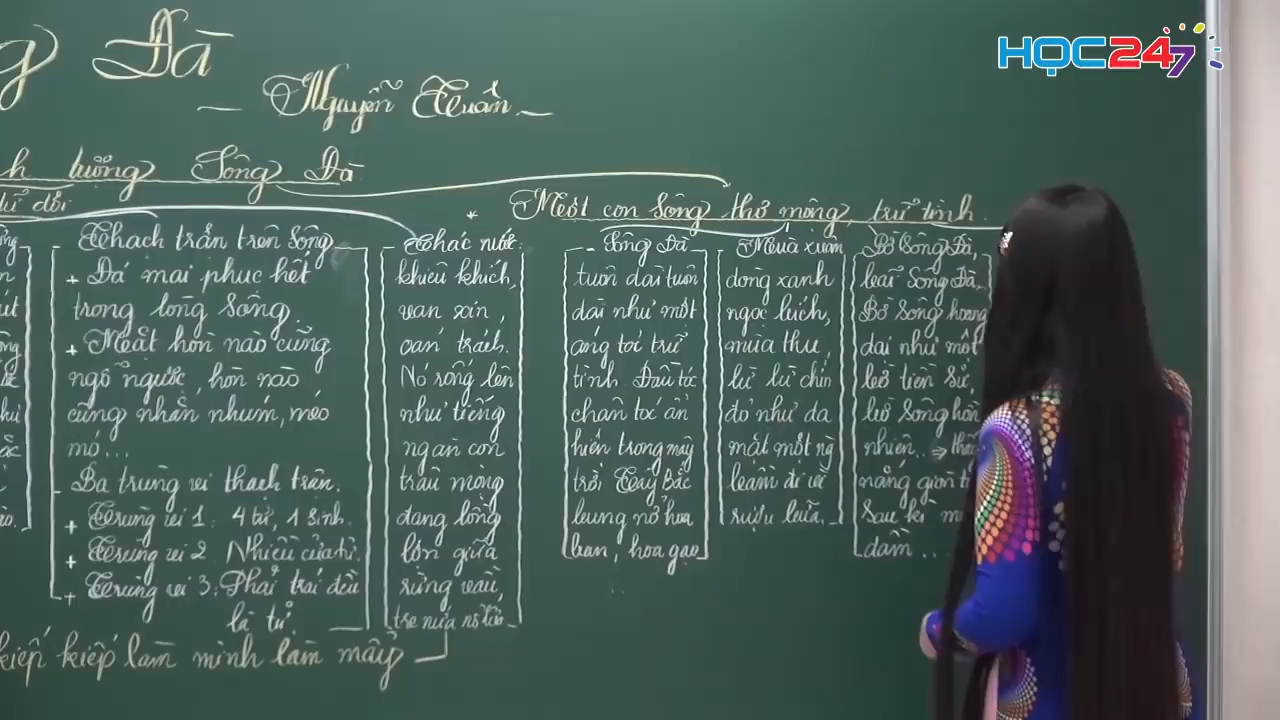 g Đà
– Nguyễn Tuân –
h tượng Sông Đà
dữ dội
* Một con sông thơ mộng, trữ tình.
- Thạch trận trên sông
+ Đá mai phục hết
trong lòng sông.
+ Mặt hòn nào cũng
ngỗ ngược, hòn nào
cũng nhăn nhúm, méo
mó...
- Ba trùng vi thạch trận.
+ Trùng vi 1: 4 tử, 1 sinh.
+ Trùng vi 2: Nhiều cửa tử.
+ Trùng vi 3: Phải trái đều
là tử.
- Thác nước:
khiêu khích,
van xin,
oán trách.
Nó rống lên
như tiếng
ngàn con
trâu mộng
đang lồng
lộn giữa
rừng vầu,
tre nứa nổ lửa
- Sông Đà
tuôn dài tuôn
dài như một
áng tóc trữ
tình. Đầu tóc
chân tóc ẩn
hiện trong mây
trời Tây Bắc
bung nở hoa
ban, hoa gạo
Mùa xuân
dòng xanh
ngọc bích,
mùa thu
lừ lừ chín
đỏ như da
mặt một ng
bầm đi vì
rượu bữa.
Bờ Sông Đà,
bãi Sông Đà,
Bờ sông hoang
dại như một
bờ tiền sử,
bờ sông hồn
nhiên.. ⇒
nắng giòn t
sau kì m
dầm ..
kiếp kiếp làm mình làm mẩy
HỌC247